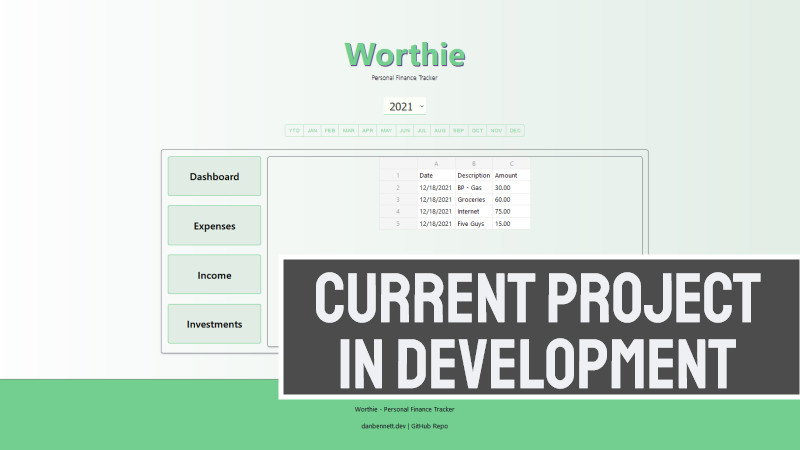 Worthie
Personal Finance Tracker
2021
YTD JAN FEB MAR APR MAY JUN JUL AUG SEP OCT NOV DEC
Dashboard
Expenses
Income
Investments
A B C
1 Date Description Amount
2 12/18/2021 BP - Gas 30.00
3 12/18/2021 Groceries 60.00
4 12/18/2021 Internet 75.00
5 12/18/2021 Five Guys 15.00
CURRENT PROJECT
IN DEVELOPMENT
Worthie - Personal Finance Tracker
danbennett.dev | GitHub Repo